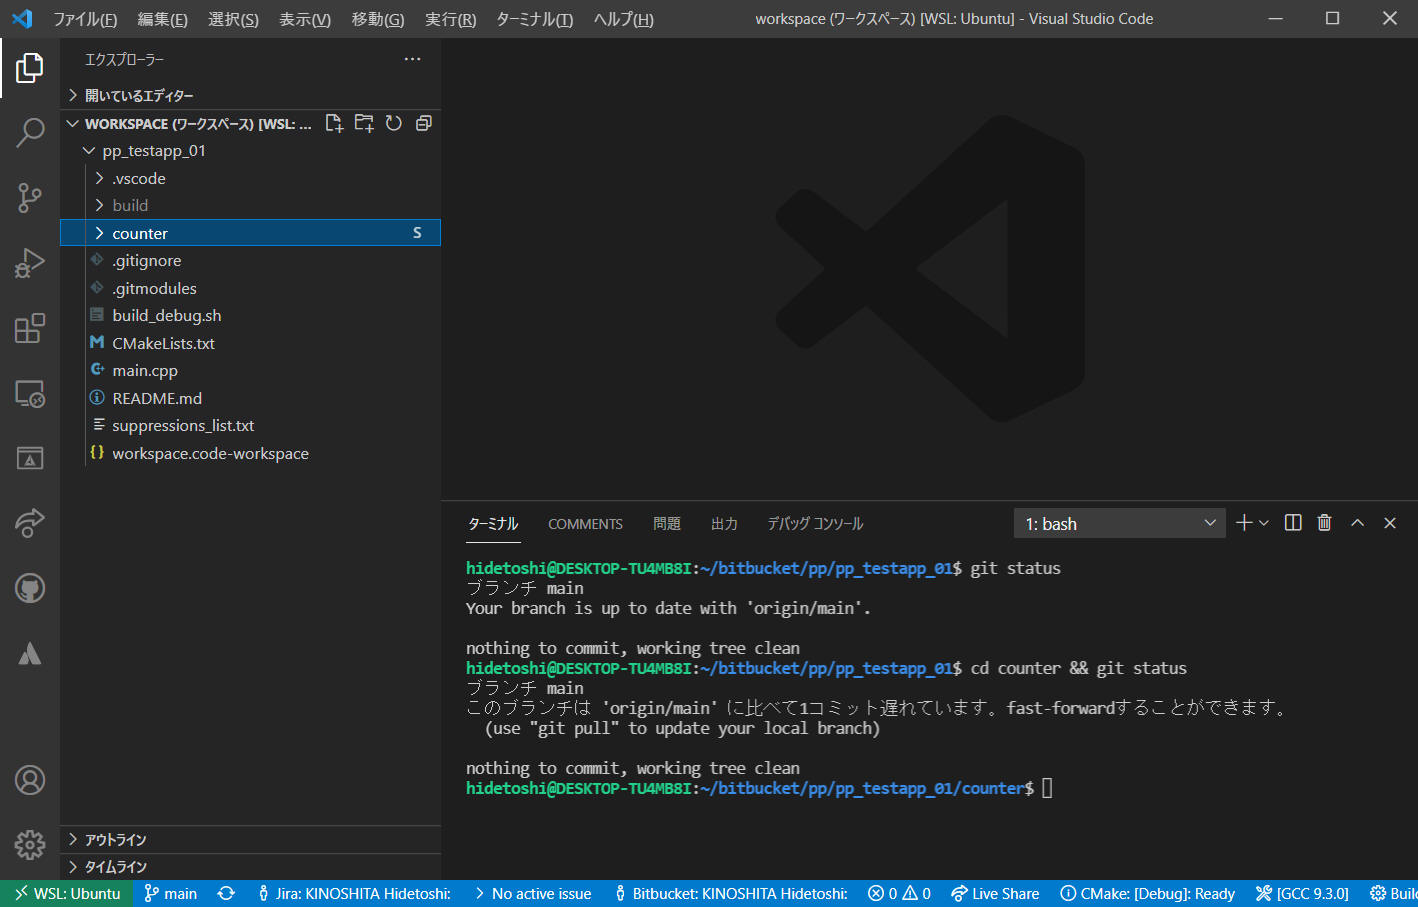 ファイル(F) 編集(E) 選択(S) 表示(V) 移動(G) 実行(R) ターミナル(T) ヘルプ(H) workspace (ワークスペース) [WSL: Ubuntu] - Visual Studio Code
エクスプローラー
開いているエディター
WORKSPACE (ワークスペース) [WSL: ...
pp_testapp_01
.vscode
build
counter S
.gitignore
.gitmodules
build_debug.sh
CMakeLists.txt
main.cpp
README.md
suppressions_list.txt
workspace.code-workspace
アウトライン
タイムライン
ターミナル COMMENTS 問題 出力 デバッグ コンソール 1: bash
hidetoshi@DESKTOP-TU4MB8I:~/bitbucket/pp/pp_testapp_01$ git status
ブランチ main
Your branch is up to date with 'origin/main'.
nothing to commit, working tree clean
hidetoshi@DESKTOP-TU4MB8I:~/bitbucket/pp/pp_testapp_01$ cd counter && git status
ブランチ main
このブランチは 'origin/main' に比べて1コミット遅れています。fast-forwardすることができます。
(use "git pull" to update your local branch)
nothing to commit, working tree clean
hidetoshi@DESKTOP-TU4MB8I:~/bitbucket/pp/pp_testapp_01/counter$
WSL: Ubuntu main Jira: KINOSHITA Hidetoshi: No active issue Bitbucket: KINOSHITA Hidetoshi: 0 0 Live Share CMake: [Debug]: Ready [GCC 9.3.0] Buil